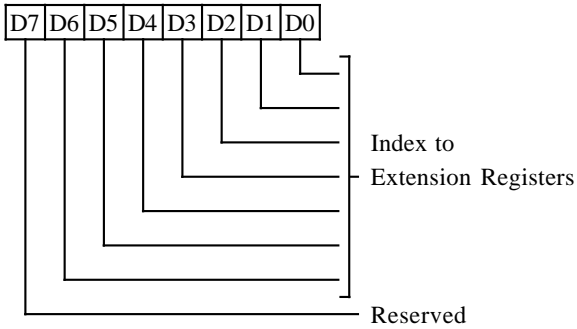 D7 D6 D5 D4 D3 D2 D1 D0
Index to
Extension Registers
Reserved